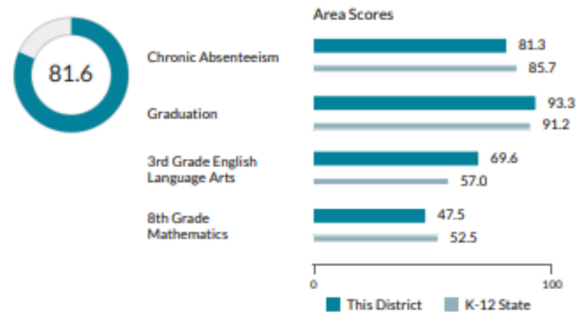 Area Scores
81.6
Chronic Absenteeism
81.3
85.7
Graduation
93.3
91.2
3rd Grade English
Language Arts
69.6
57.0
8th Grade
Mathematics
47.5
52.5
0
100
This District
K-12 State